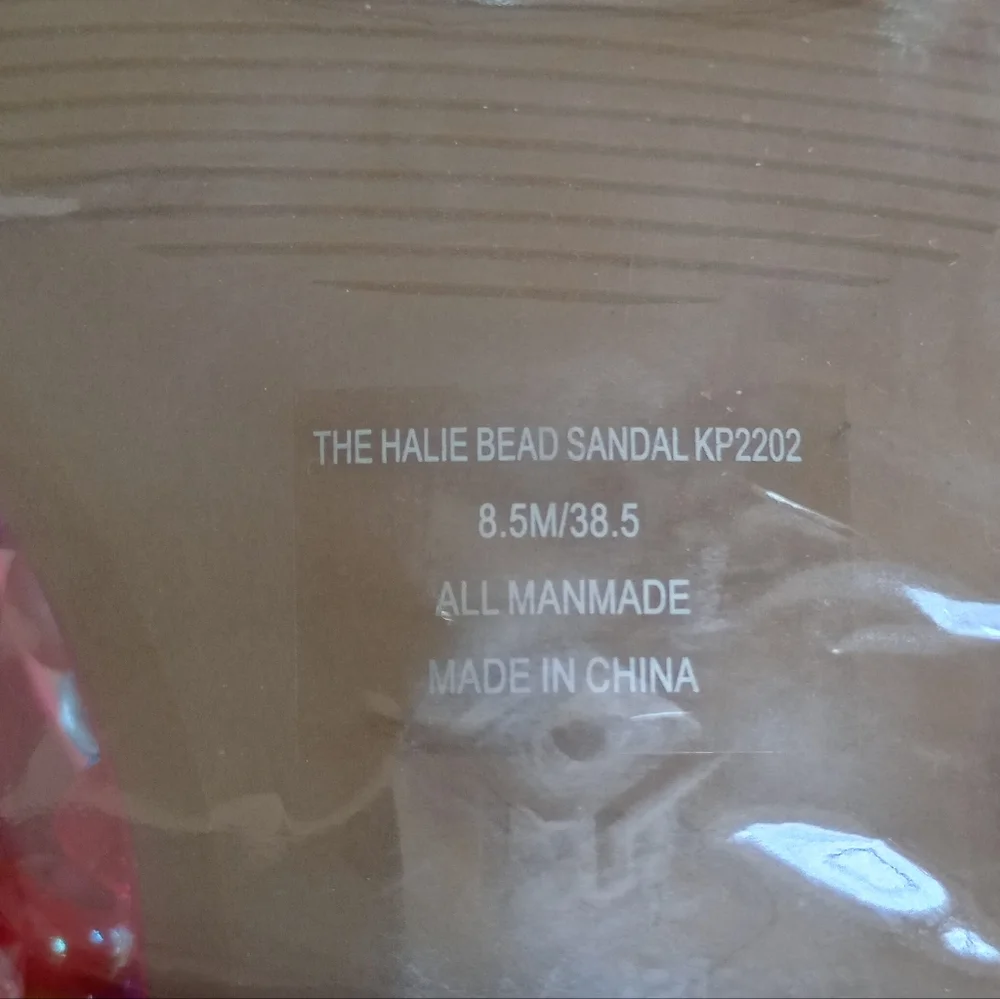 THE HALIE BEAD SANDAL KP2202
8.5M/38.5
ALL MANMADE
MADE IN CHINA